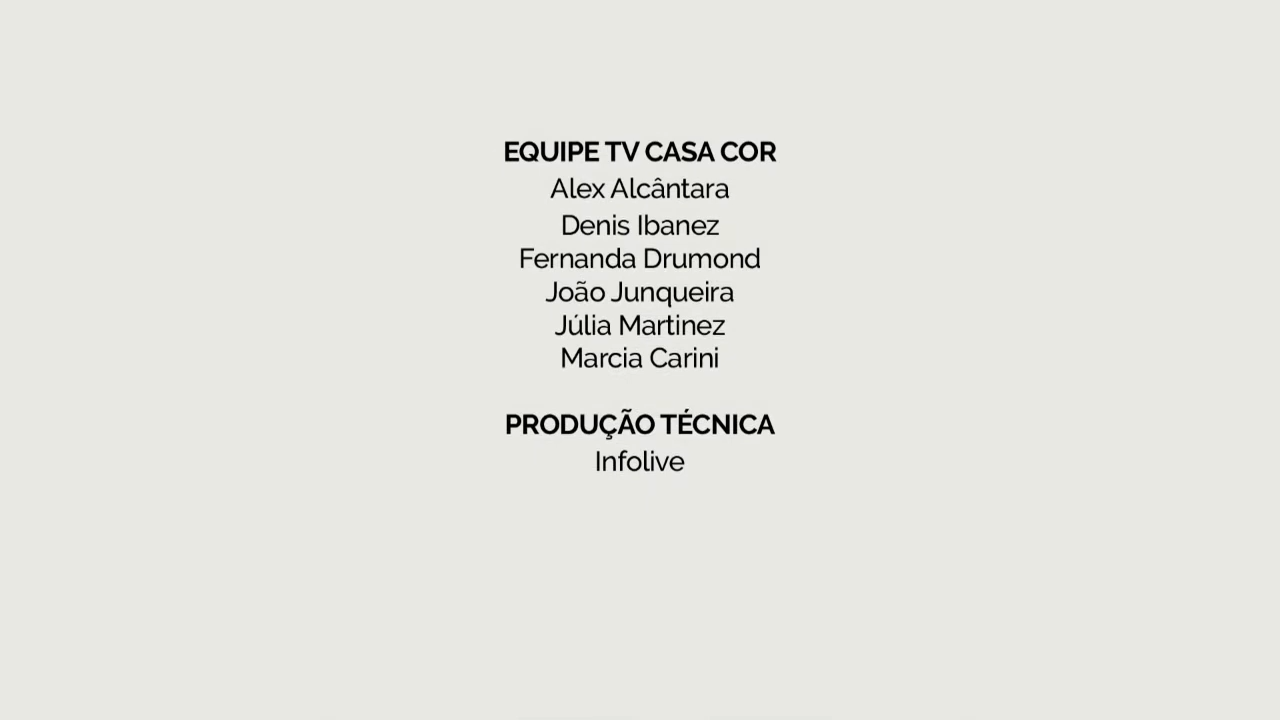 EQUIPE TV CASA COR
Alex Alcântara
Denis Ibanez
Fernanda Drumond
João Junqueira
Júlia Martinez
Marcia Carini
PRODUÇÃO TÉCNICA
Infolive